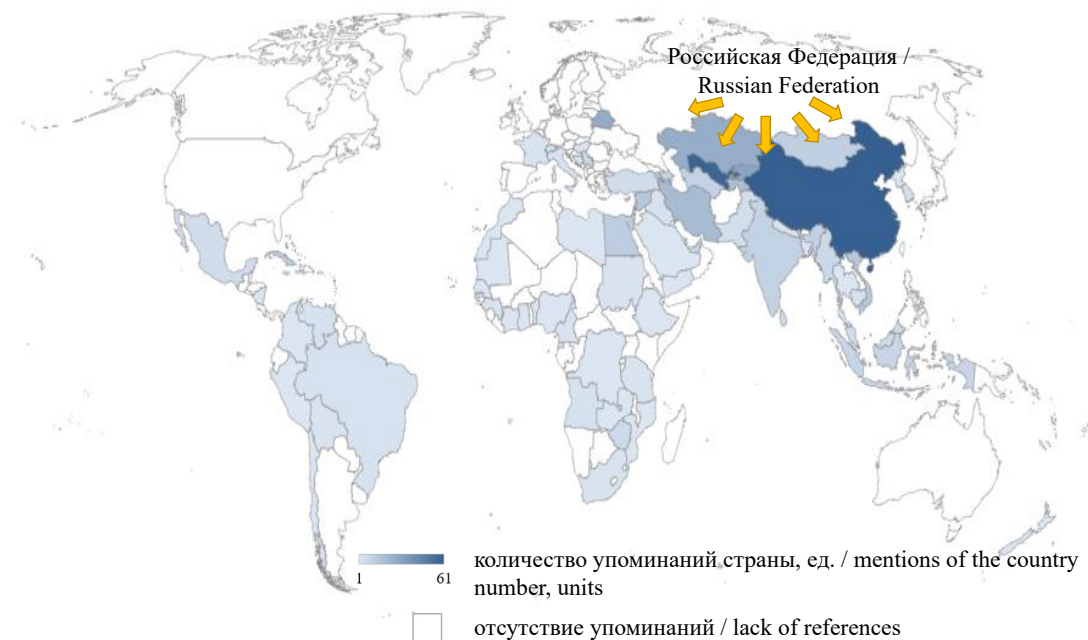 Российская Федерация /
Russian Federation
количество упоминаний страны, ед. / mentions of the country
1 61
number, units
отсутствие упоминаний / lack of references